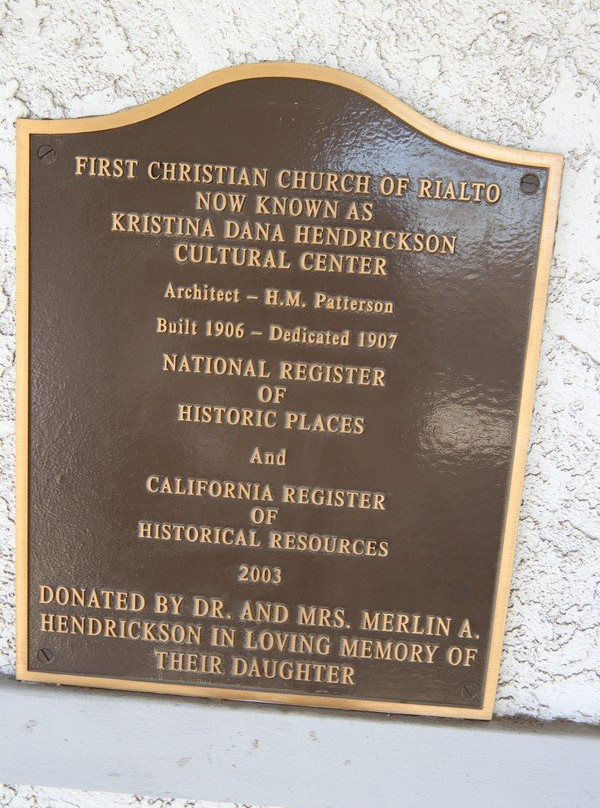 FIRST CHRISTIAN CHURCH OF RIALTO
NOW KNOWN AS
KRISTINA DANA HENDRICKSON
CULTURAL CENTER
Architect – H.M. Patterson
Built 1906 – Dedicated 1907
NATIONAL REGISTER
OF
HISTORIC PLACES
And
CALIFORNIA REGISTER
OF
HISTORICAL RESOURCES
2003
DONATED BY DR. AND MRS. MERLIN A.
HENDRICKSON IN LOVING MEMORY OF
THEIR DAUGHTER